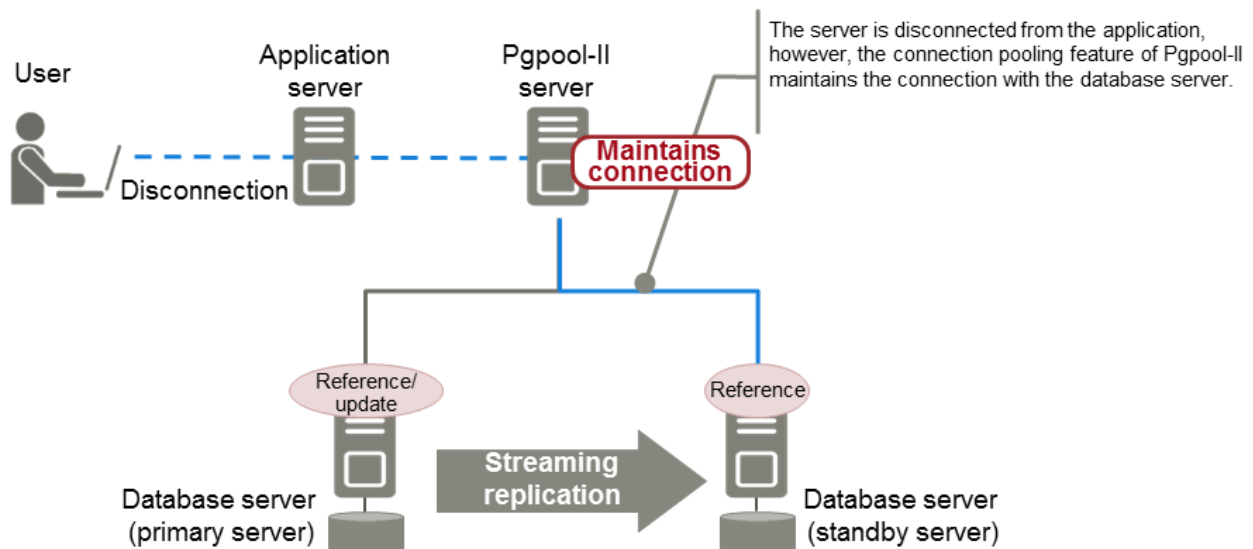 The server is disconnected from the application,
however, the connection pooling feature of Pgpool-II
maintains the connection with the database server.
User
Application
server
Pgpool-II
server
Maintains
connection
Disconnection
Reference/
update
Reference
Streaming
replication
Database server
(primary server)
Database server
(standby server)